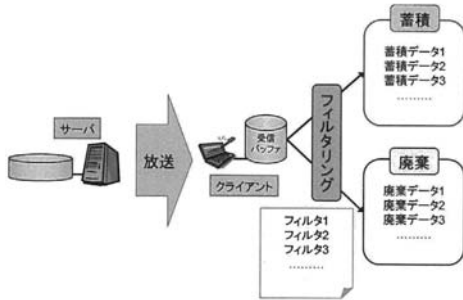 サーバ
放送
受信
バッファ
クライアント
フィルタリング
フィルタ1
フィルタ2
フィルタ3
………
蓄積
蓄積データ1
蓄積データ2
蓄積データ3
………
廃棄
廃棄データ1
廃棄データ2
廃棄データ3
………